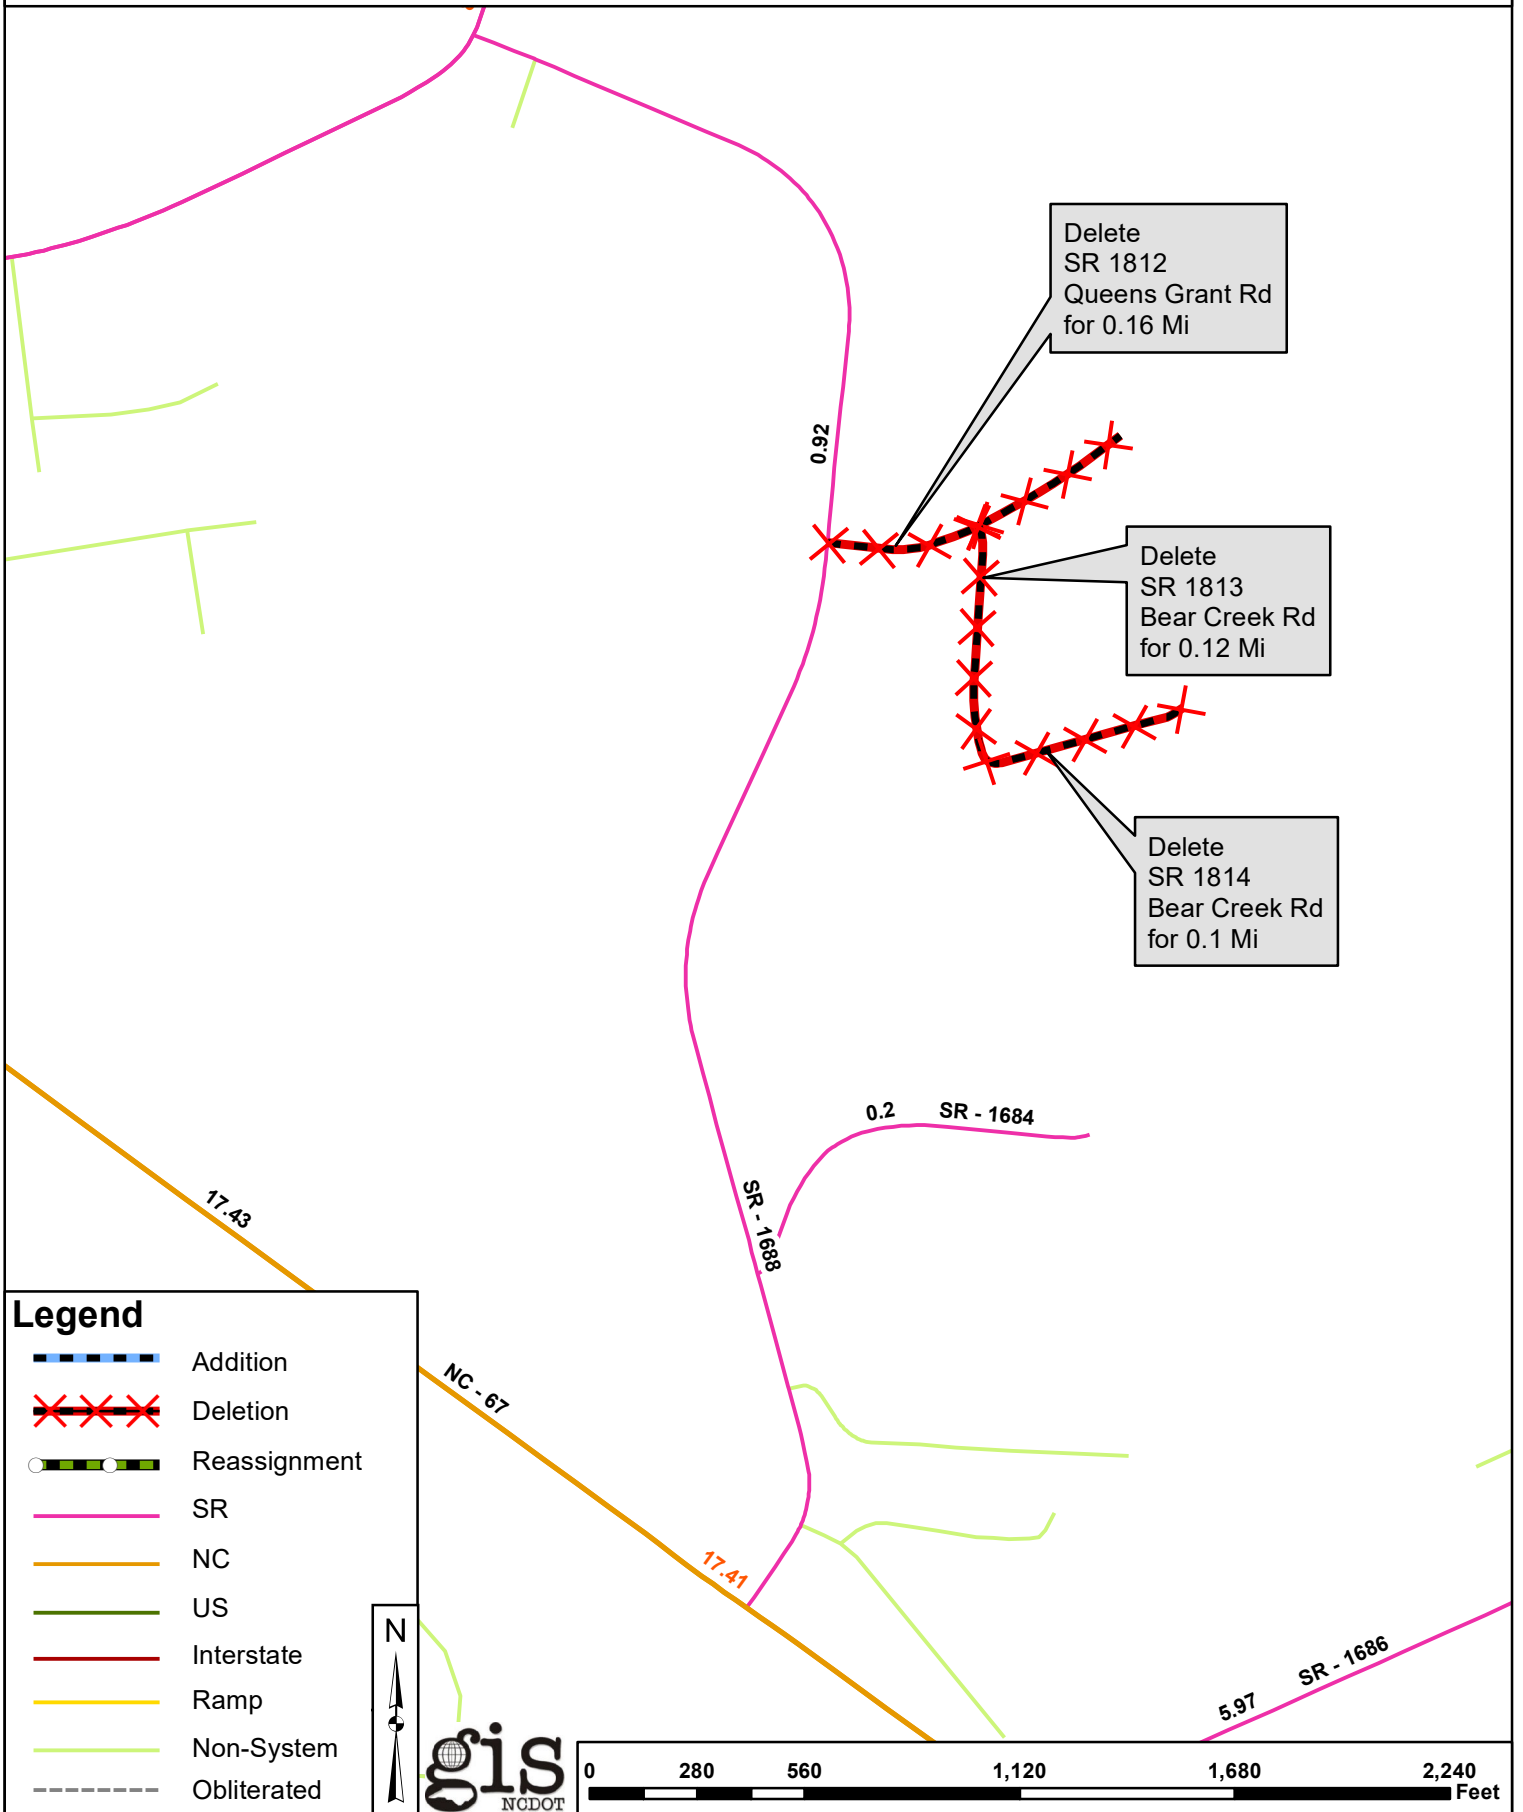 Delete
SR 1812
Queens Grant Rd
for 0.16 Mi
0.92
Delete
SR 1813
Bear Creek Rd
for 0.12 Mi
Delete
SR 1814
Bear Creek Rd
for 0.1 Mi
0.2 SR - 1684
SR - 1688
17.43
NC - 67
17.41
SR - 1686
5.97
Legend
Addition
Deletion
Reassignment
SR
NC
US
Interstate
Ramp
Non-System
Obliterated
N
gis
NCDOT
0 280 560 1,120 1,680 2,240
Feet